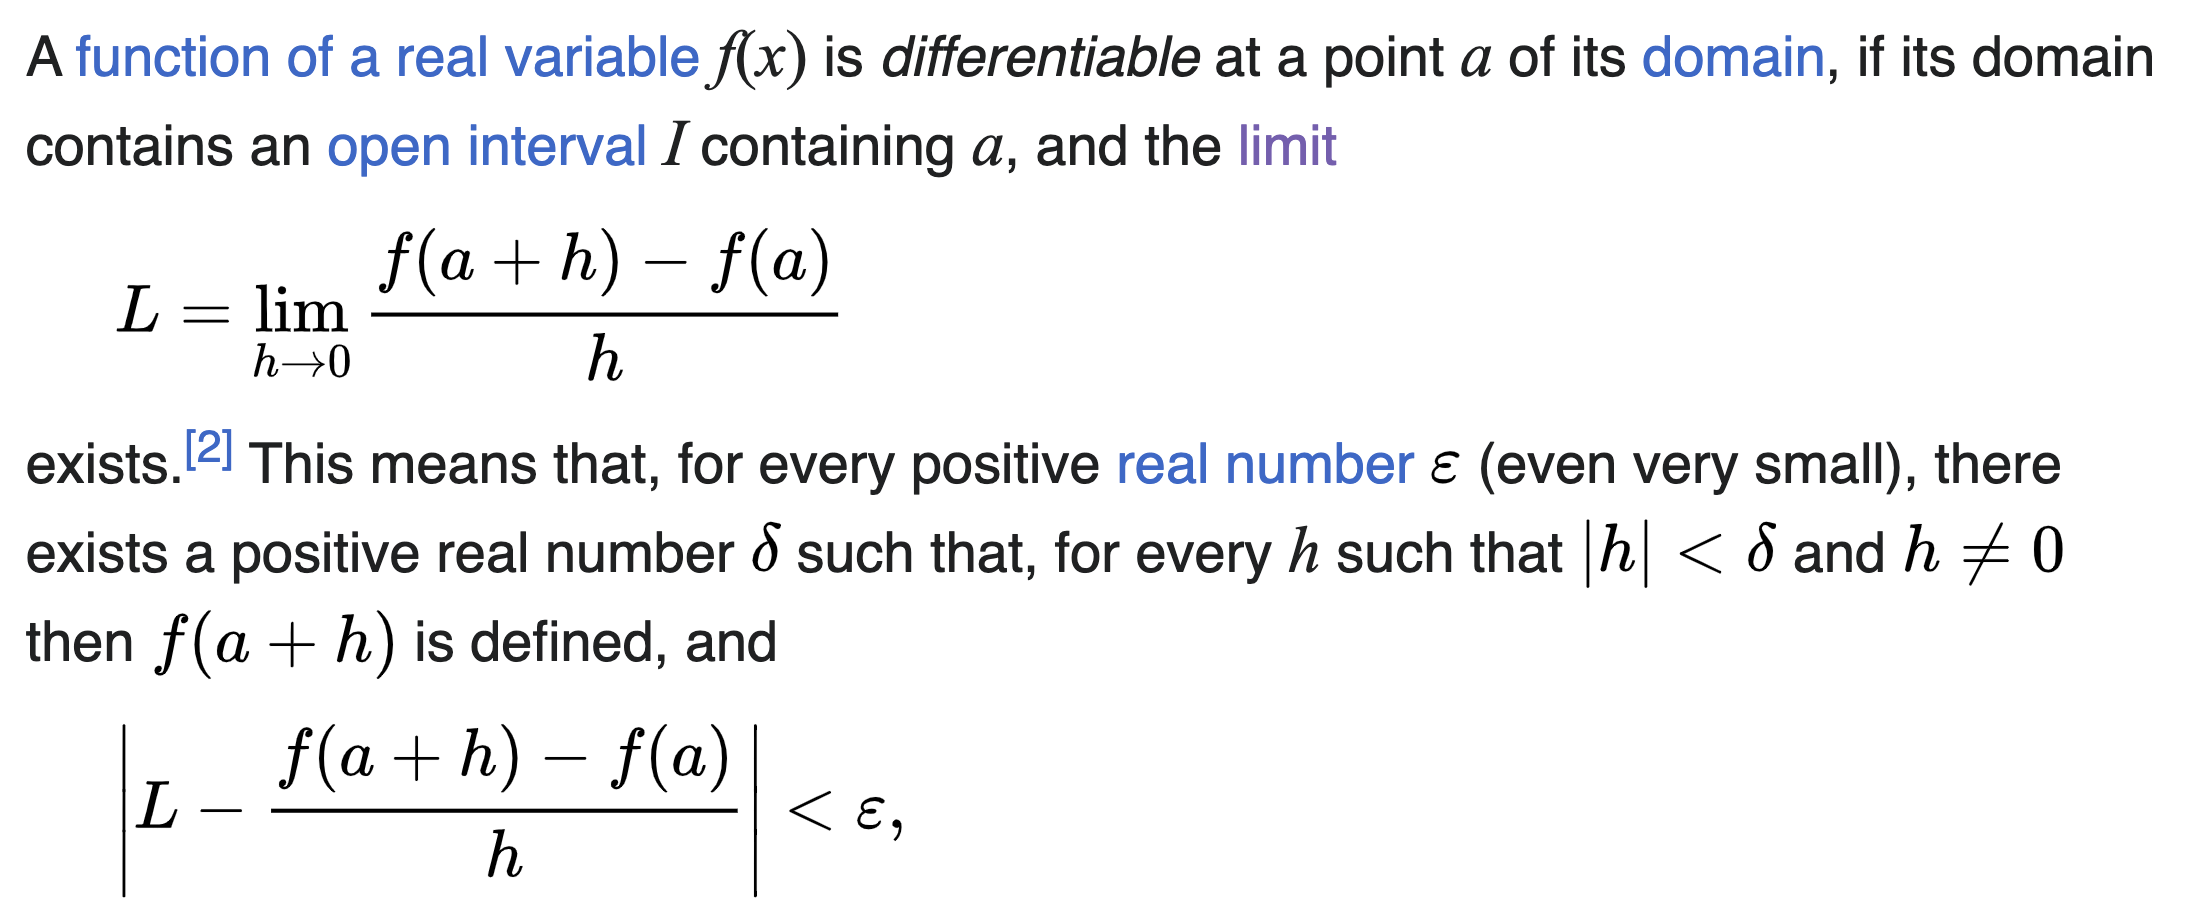 A function of a real variable f(x) is differentiable at a point a of its domain, if its domain
contains an open interval I containing a, and the limit
L = lim_{h→0} \frac{f(a + h) − f(a)}{h}
exists.[2] This means that, for every positive real number ε (even very small), there
exists a positive real number δ such that, for every h such that |h| < δ and h ≠ 0
then f(a + h) is defined, and
|L − \frac{f(a + h) − f(a)}{h}| < ε,